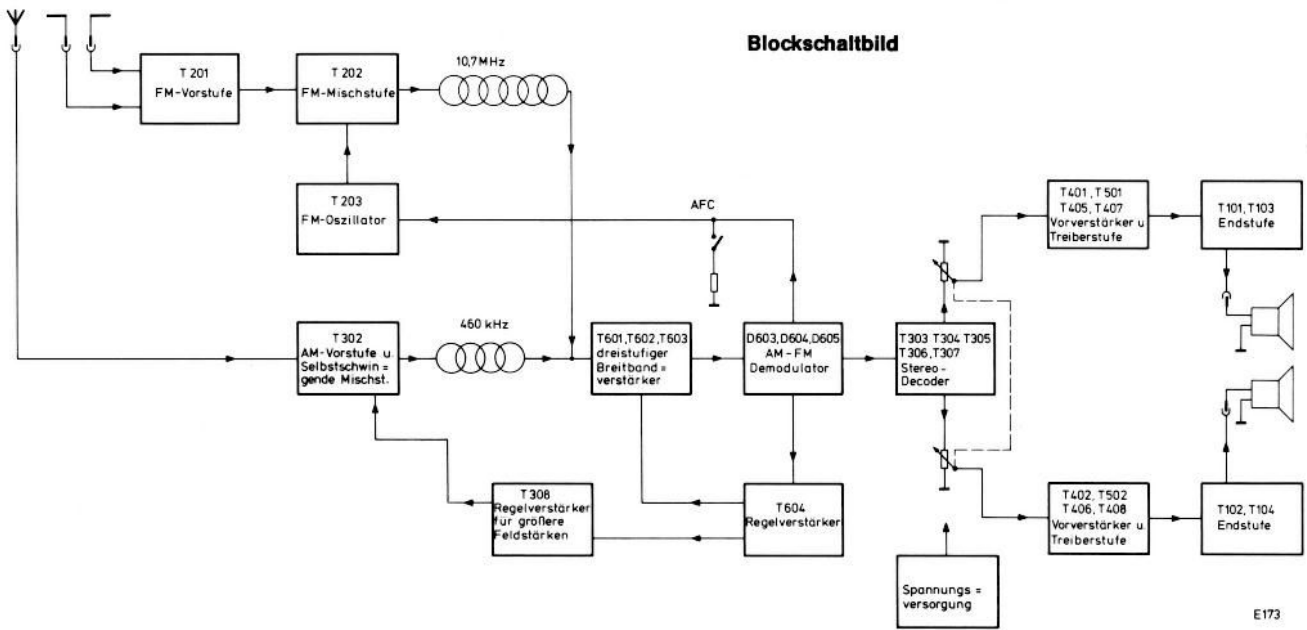 Blockschaltbild
10,7MHz
T 201
FM-Vorstufe
T 202
FM-Mischstufe
T 203
FM-Oszillator
AFC
T401, T501
T405, T407
Vorverstärker u
Treiberstufe
T101, T103
Endstufe
T302
AM-Vorstufe u.
Selbstschwin =
gende Mischst.
460 kHz
T601, T602, T603
dreistufiger
Breitband =
verstärker
D603, D604, D605
AM-FM
Demodulator
T303 T304 T305
T306, T307
Stereo-
Decoder
T308
Regelverstärker
für größere
Feldstärken
T604
Regelverstärker
T402, T502
T406, T408
Vorverstärker u.
Treiberstufe
T102, T104
Endstufe
Spannungs =
versorgung
E173